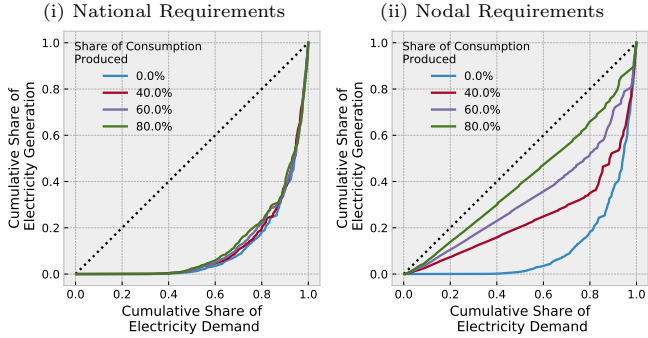 (i) National Requirements
Share of Consumption
Produced
0.0%
40.0%
60.0%
80.0%
1.0
0.8
0.6
0.4
0.2
0.0
0.0 0.2 0.4 0.6 0.8 1.0
Cumulative Share of
Electricity Generation
Cumulative Share of
Electricity Demand
(ii) Nodal Requirements
Share of Consumption
Produced
0.0%
40.0%
60.0%
80.0%
1.0
0.8
0.6
0.4
0.2
0.0
0.0 0.2 0.4 0.6 0.8 1.0
Cumulative Share of
Electricity Generation
Cumulative Share of
Electricity Demand